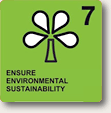 7
ENSURE
ENVIRONMENTAL
SUSTAINABILITY